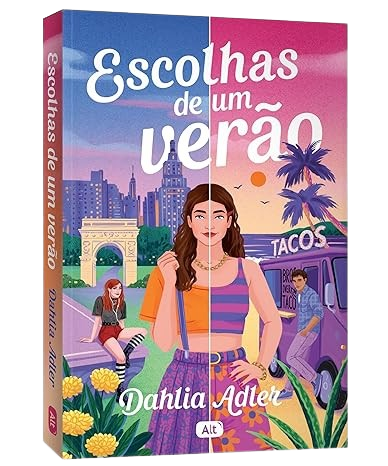 Escolhas
de um
verão
TACOS
Dahlia Adler
Alt
Escolhas de um verão
Dahlia Adler
Alt